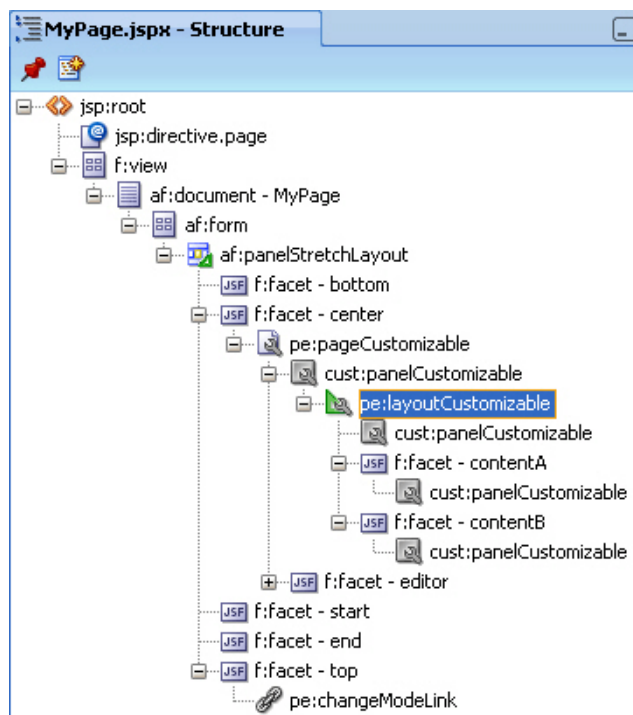 MyPage.jspx - Structure
jsp:root
jsp:directive.page
f:view
af:document - MyPage
af:form
af:panelStretchLayout
JSF f:facet - bottom
JSF f:facet - center
pe:pageCustomizable
cust:panelCustomizable
pe:layoutCustomizable
cust:panelCustomizable
JSF f:facet - contentA
cust:panelCustomizable
JSF f:facet - contentB
cust:panelCustomizable
JSF f:facet - editor
JSF f:facet - start
JSF f:facet - end
JSF f:facet - top
pe:changeModeLink